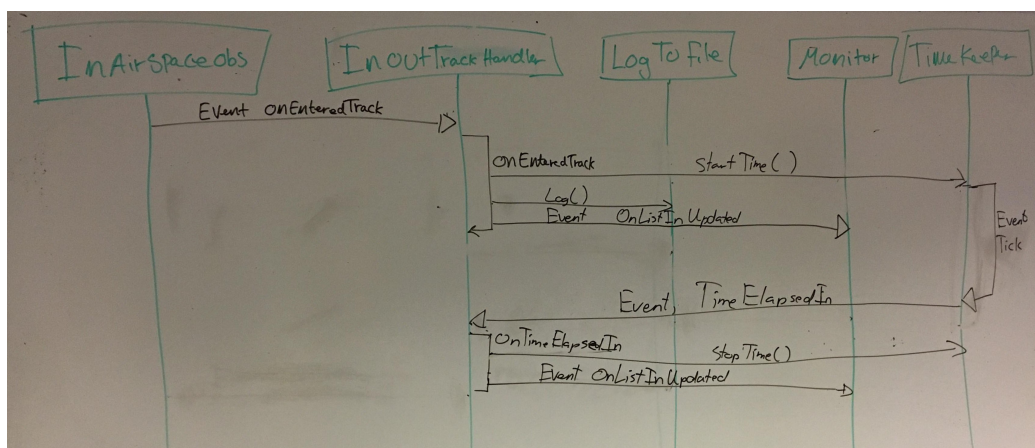 InAirSpaceobs
InOutTrackHandler
LogToFile
Monitor
TimeKeeper
Event onEnteredTrack
onEnteredTrack
StartTime()
Log()
Event OnListInUpdated
Event
Tick
Event, TimeElapsedIn
OnTimeElapsedIn
StopTime()
Event OnListInUpdated